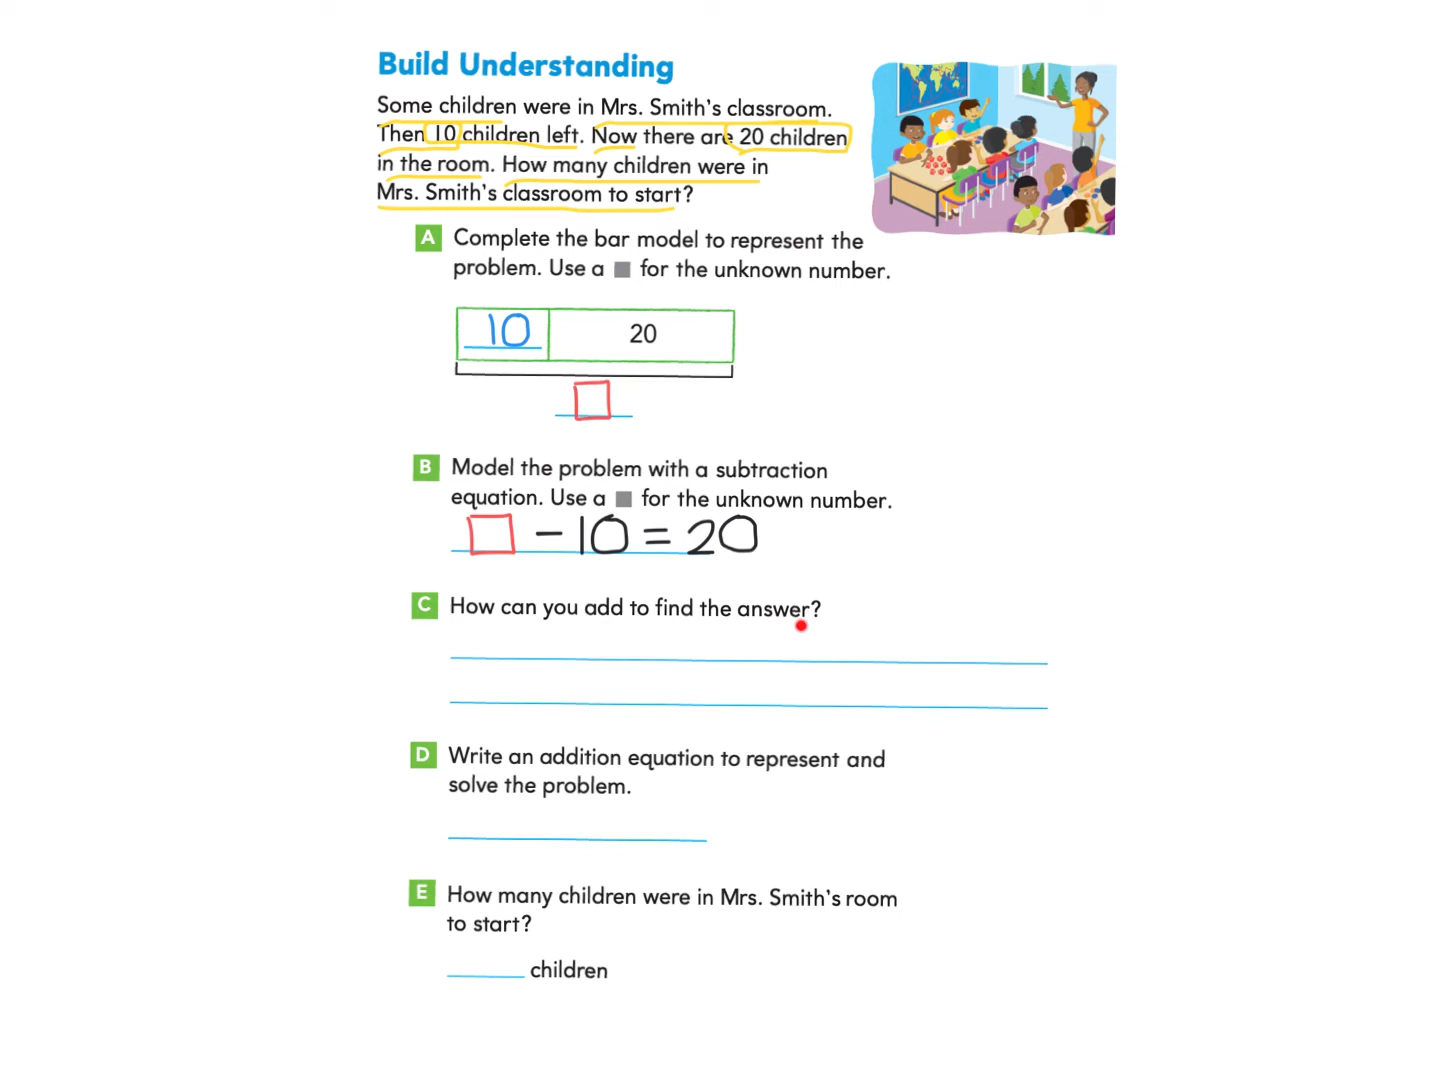 Build Understanding
Some children were in Mrs. Smith's classroom.
Then 10 children left. Now there are 20 children
in the room. How many children were in
Mrs. Smith's classroom to start?
A Complete the bar model to represent the
problem. Use a ■ for the unknown number.
10 20
□
B Model the problem with a subtraction
equation. Use a ■ for the unknown number.
□ – 10 = 20
C How can you add to find the answer?
D Write an addition equation to represent and
solve the problem.
E How many children were in Mrs. Smith's room
to start?
children